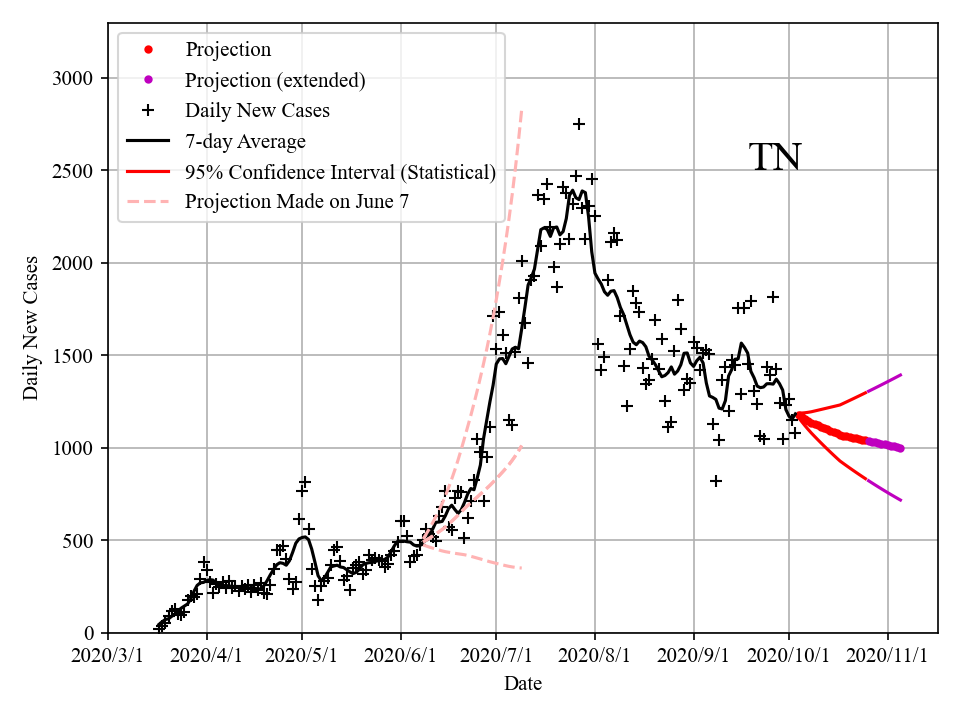 Projection
Projection (extended)
Daily New Cases
7-day Average
95% Confidence Interval (Statistical)
Projection Made on June 7
TN
3000
2500
2000
1500
1000
500
0
Daily New Cases
2020/3/1
2020/4/1
2020/5/1
2020/6/1
2020/7/1
2020/8/1
2020/9/1
2020/10/1
2020/11/1
Date